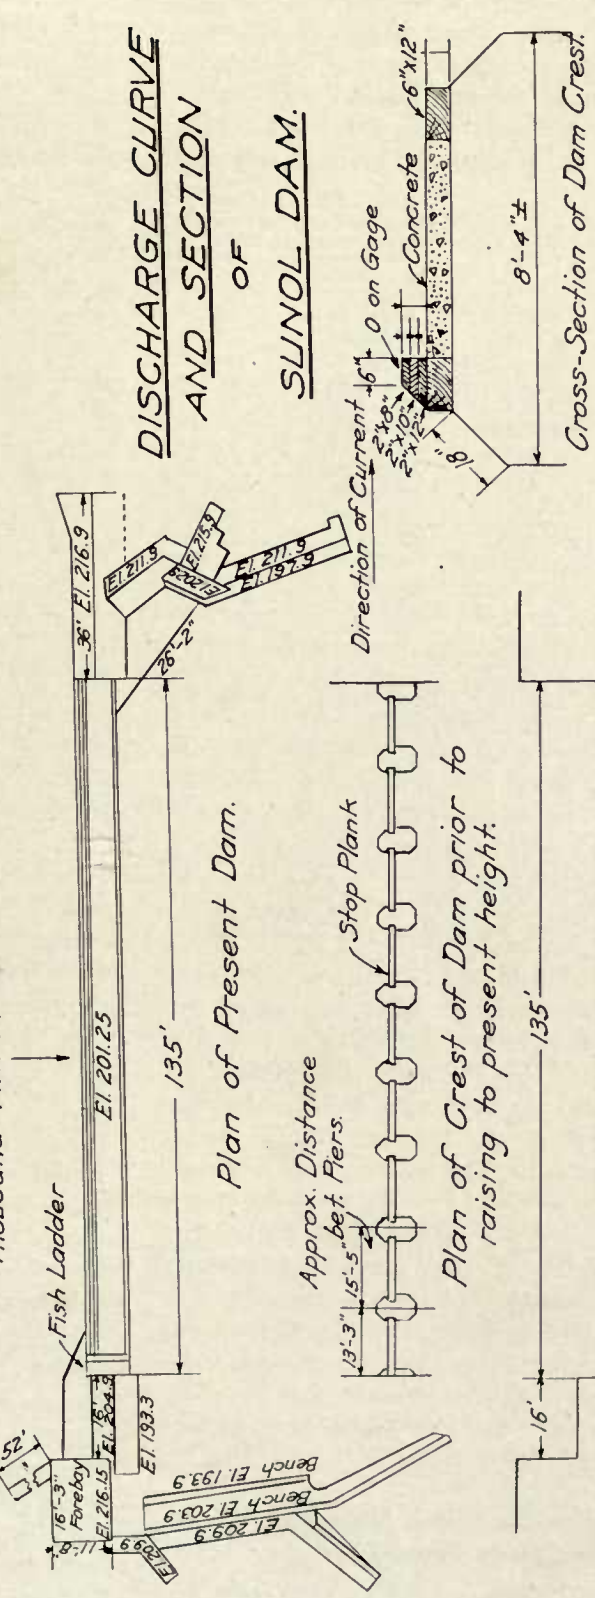 DISCHARGE CURVE
AND SECTION
OF
SUNOL DAM.
Fish Ladder
52'
16'-3"
Forebay
El. 216.15
11'-8"
El. 209.9
16'
El. 204.9
El. 193.3
Bench El. 193.9
Bench El. 203.9
El. 209.9
El. 201.25
135'
36' El. 216.9
El. 211.9
El. 215.9
El. 211.9
El. 197.9
26'-2"
Plan of Present Dam.
Approx. Distance
bet. Piers.
13'-3"
15'-5"
Stop Plank
Plan of Crest of Dam prior to
raising to present height.
16'
135'
Direction of Current
6"
0 on Gage
Concrete
6"x12"
2"x8"
2"x10"
2"x12"
8'-4"±
Cross-Section of Dam Crest.